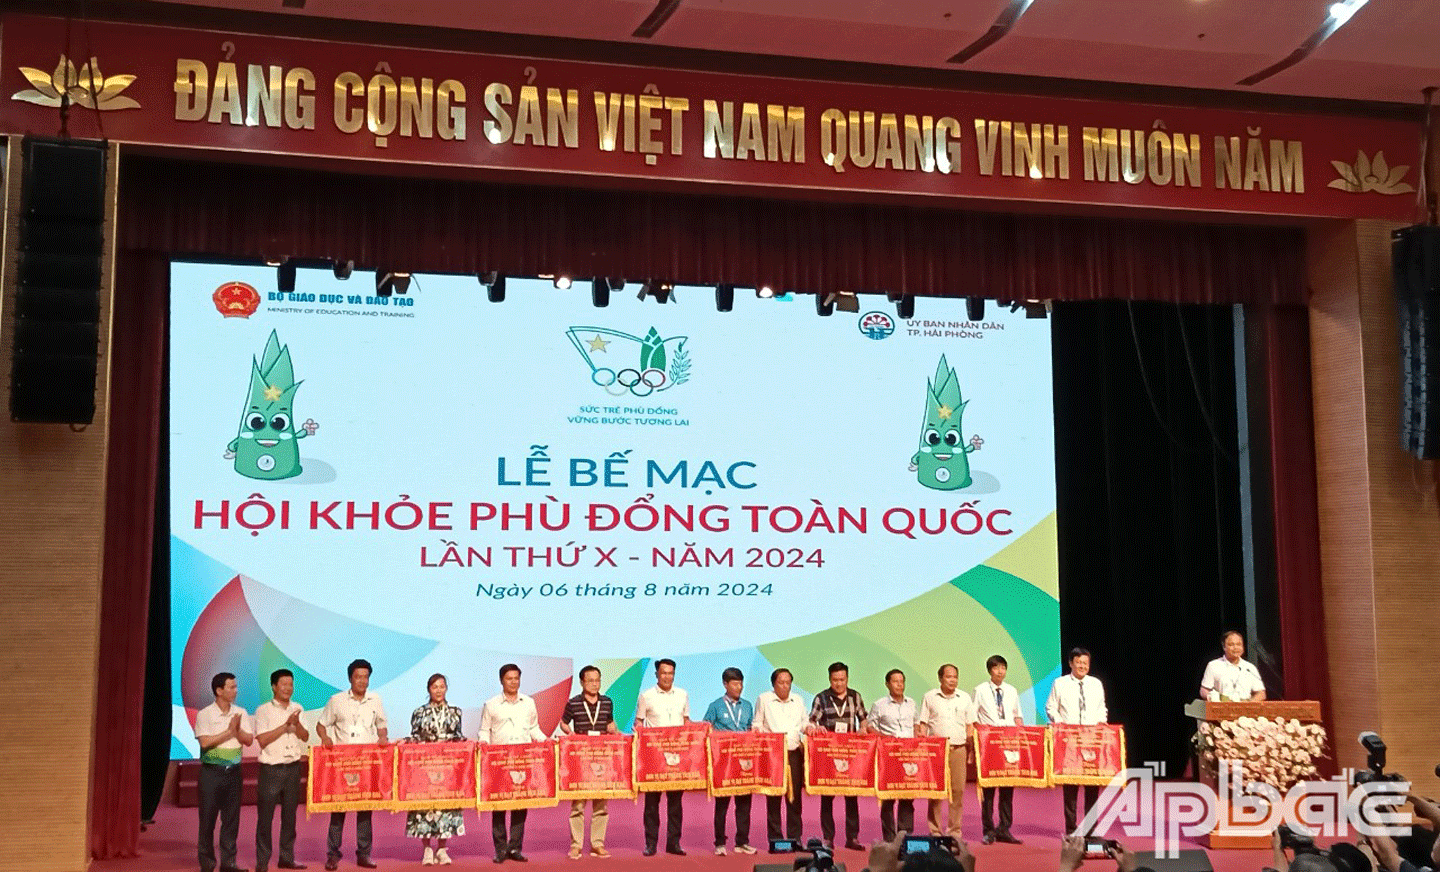 ĐẢNG CỘNG SẢN VIỆT NAM QUANG VINH MUÔN NĂM
BỘ GIÁO DỤC VÀ ĐÀO TẠO
MINISTRY OF EDUCATION AND TRAINING
ỦY BAN NHÂN DÂN
TP. HẢI PHÒNG
SỨC TRẺ PHÙ ĐỔNG
VỮNG BƯỚC TƯƠNG LAI
LỄ BẾ MẠC
HỘI KHỎE PHÙ ĐỔNG TOÀN QUỐC
LẦN THỨ X - NĂM 2024
Ngày 06 tháng 8 năm 2024
Apbac